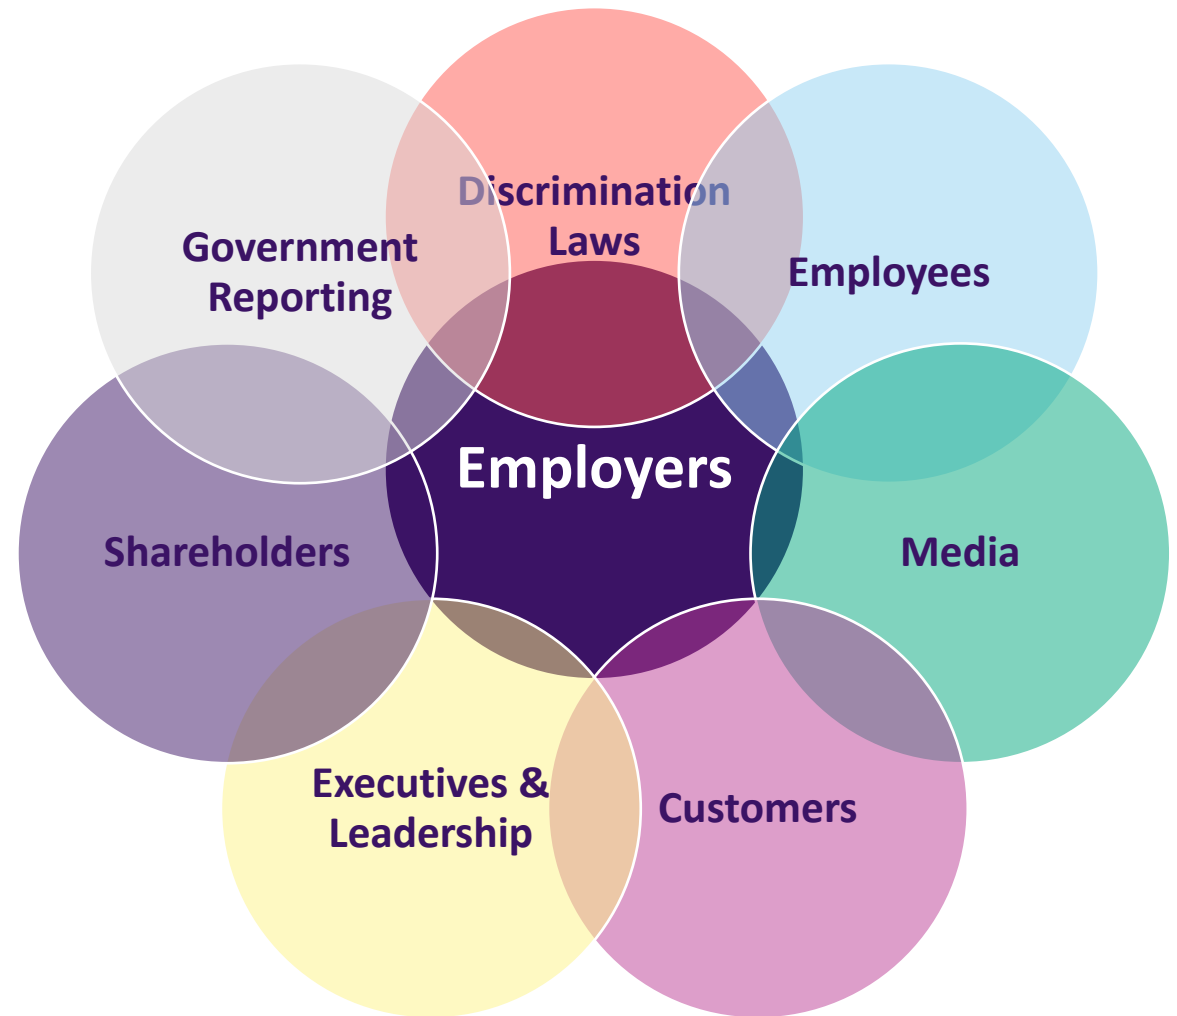 Discrimination
Laws
Government
Reporting
Employees
Employers
Shareholders
Media
Executives &
Leadership
Customers